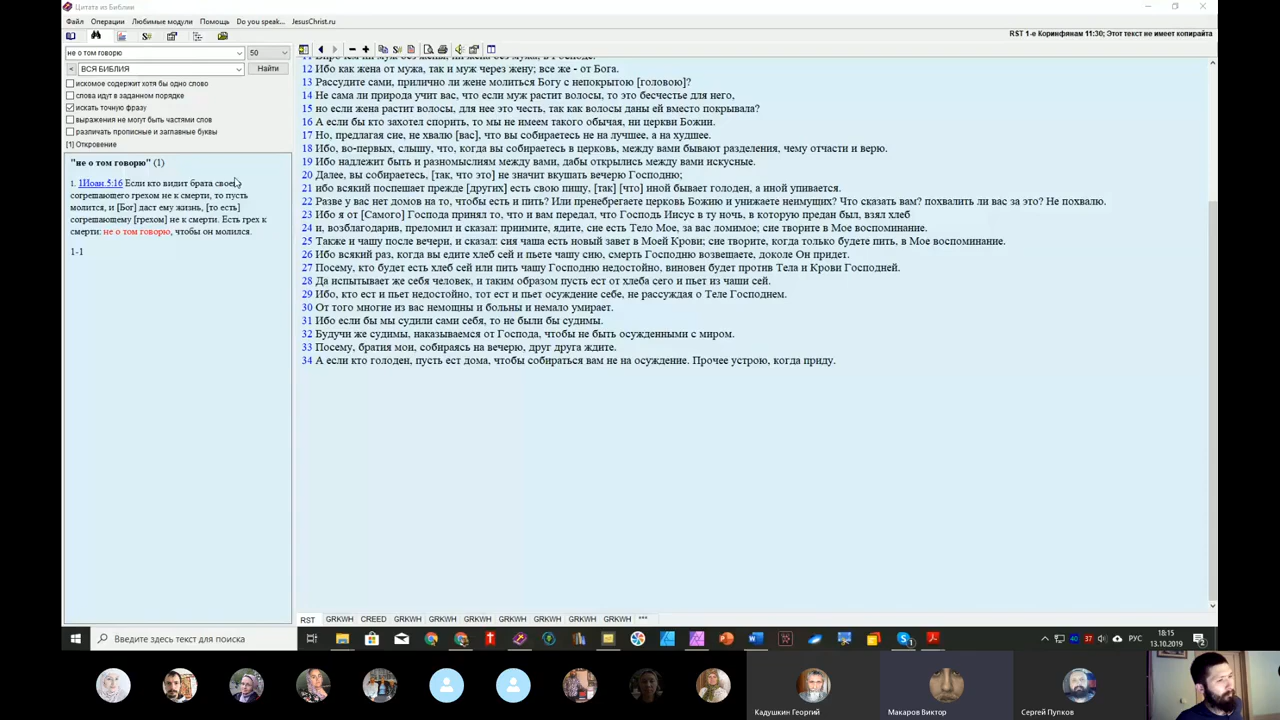 Цитата из Библии
Файл Операции Любимые модули Помощь Do you speak... JesusChrist.ru
RST 1-е Коринфянам 11:30; Этот текст не имеет копирайта
не о том говорю 50
ВСЯ БИБЛИЯ Найти
искомое содержит хотя бы одно слово
слова идут в заданном порядке
искать точную фразу
выражения не могут быть частями слов
различать прописные и заглавные буквы
[1] Откровение
"не о том говорю" (1)
1. 1Иоан.5:16 Если кто видит брата своего
согрешающего грехом не к смерти, то пусть
молится, и [Бог] даст ему жизнь, [то есть]
согрешающему [грехом] не к смерти. Есть грех к
смерти: не о том говорю, чтобы он молился.
1-1
12 Ибо как жена от мужа, так и муж через жену; все же - от Бога.
13 Рассудите сами, прилично ли жене молиться Богу с непокрытою [головою]?
14 Не сама ли природа учит вас, что если муж растит волосы, то это бесчестье для него,
15 но если жена растит волосы, для нее это честь, так как волосы даны ей вместо покрывала?
16 А если бы кто захотел спорить, то мы не имеем такого обычая, ни церкви Божии.
17 Но, предлагая сие, не хвалю [вас], что вы собираетесь не на лучшее, а на худшее.
18 Ибо, во-первых, слышу, что, когда вы собираетесь в церковь, между вами бывают разделения, чему отчасти и верю.
19 Ибо надлежит быть и разномыслиям между вами, дабы открылись между вами искусные.
20 Далее, вы собираетесь, [так, что это] не значит вкушать вечерю Господню;
21 ибо всякий поспешает прежде [других] есть свою пищу, [так] [что] иной бывает голоден, а иной упивается.
22 Разве у вас нет домов на то, чтобы есть и пить? Или пренебрегаете церковь Божию и унижаете неимущих? Что сказать вам? похвалить ли вас за это? Не похвалю.
23 Ибо я от [Самого] Господа принял то, что и вам передал, что Господь Иисус в ту ночь, в которую предан был, взял хлеб
24 и, возблагодарив, преломил и сказал: приимите, ядите, сие есть Тело Мое, за вас ломимое; сие творите в Мое воспоминание.
25 Также и чашу после вечери, и сказал: сия чаша есть новый завет в Моей Крови; сие творите, когда только будете пить, в Мое воспоминание.
26 Ибо всякий раз, когда вы едите хлеб сей и пьете чашу сию, смерть Господню возвещаете, доколе Он придет.
27 Посему, кто будет есть хлеб сей или пить чашу Господню недостойно, виновен будет против Тела и Крови Господней.
28 Да испытывает же себя человек, и таким образом пусть ест от хлеба сего и пьет из чаши сей.
29 Ибо, кто ест и пьет недостойно, тот ест и пьет осуждение себе, не рассуждая о Теле Господнем.
30 От того многие из вас немощны и больны и немало умирает.
31 Ибо если бы мы судили сами себя, то не были бы судимы.
32 Будучи же судимы, наказываемся от Господа, чтобы не быть осужденными с миром.
33 Посему, братия мои, собираясь на вечерю, друг друга ждите.
34 А если кто голоден, пусть ест дома, чтобы собираться вам не на осуждение. Прочее устрою, когда приду.
RST GRKWH CREED GRKWH GRKWH GRKWH GRKWH GRKWH ***
Введите здесь текст для поиска
40 37 РУС 18:15
13.10.2019 2
Кадушкин Георгий Макаров Виктор Сергей Пупков